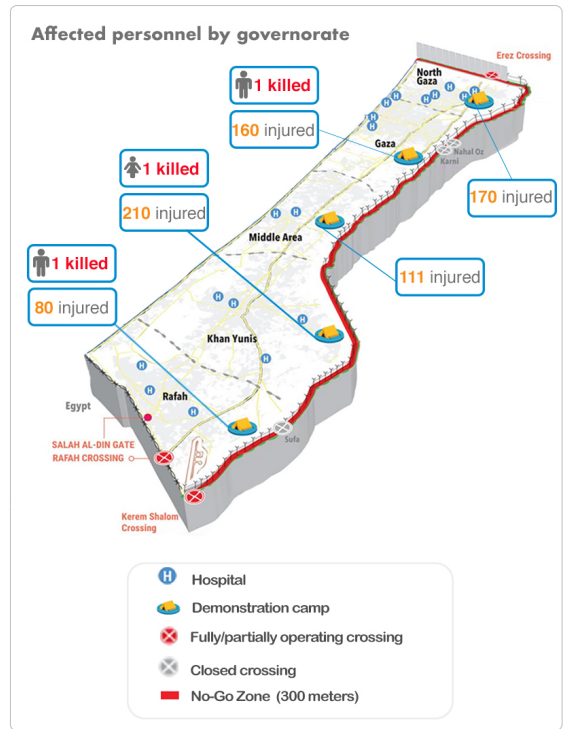 Affected personnel by governorate
Erez Crossing
North
Gaza
1 killed
160 injured
Gaza
Nahal Oz
Karni
1 killed
210 injured
170 injured
Middle Area
111 injured
1 killed
80 injured
Khan Yunis
Rafah
Egypt
SALAH AL-DIN GATE
RAFAH CROSSING
Sufa
Kerem Shalom
Crossing
H Hospital
Demonstration camp
Fully/partially operating crossing
Closed crossing
No-Go Zone (300 meters)